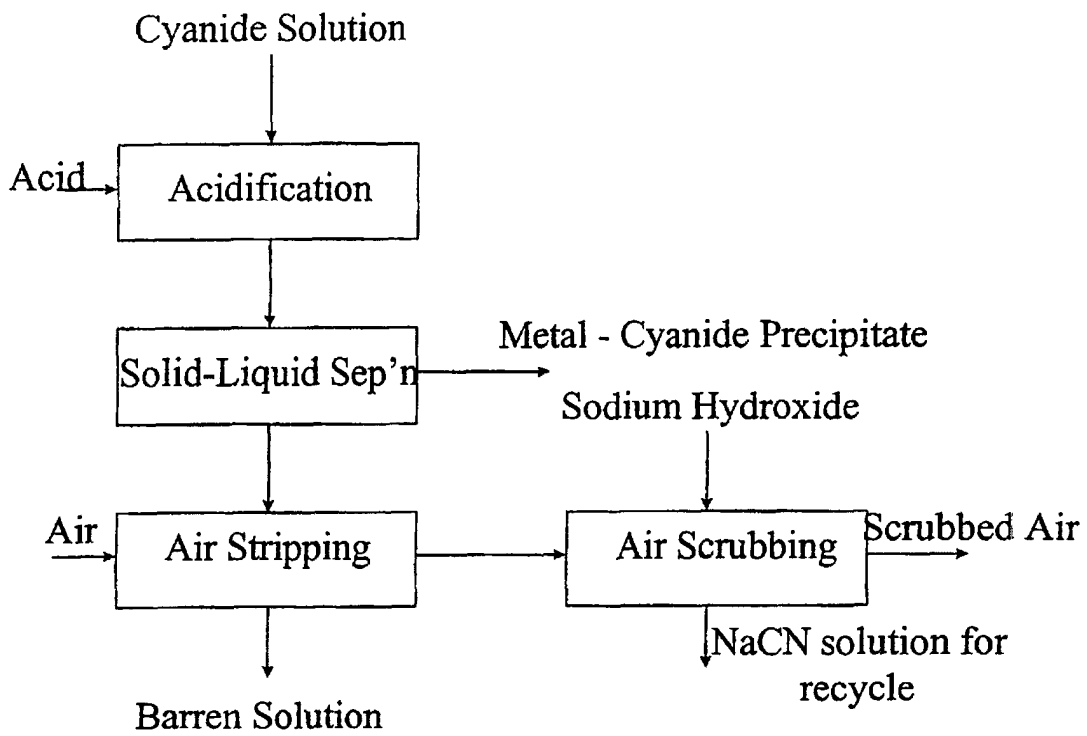 Cyanide Solution
Acid
Acidification
Solid-Liquid Sep'n
Metal - Cyanide Precipitate
Sodium Hydroxide
Air
Air Stripping
Air Scrubbing
Scrubbed Air
NaCN solution for
recycle
Barren Solution